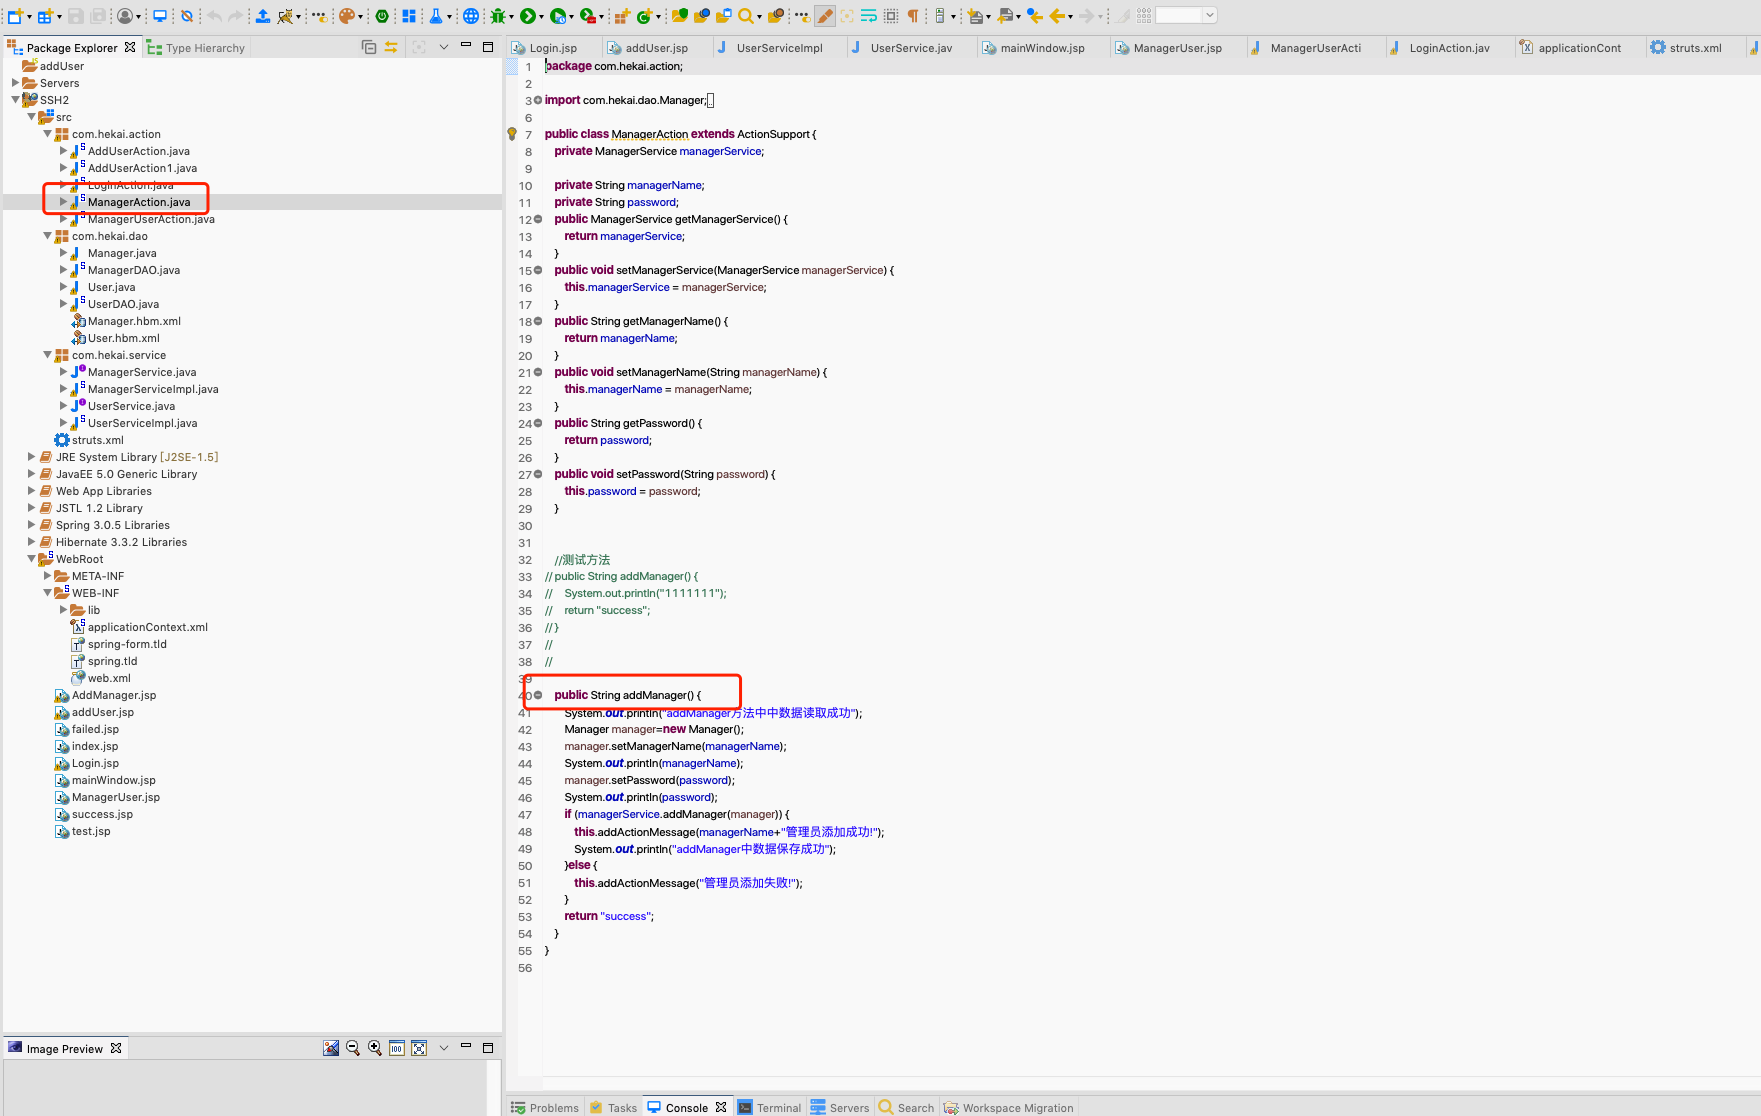 Package Explorer
Type Hierarchy
addUser
Servers
SSH2
src
com.hekai.action
AddUserAction.java
AddUserAction1.java
LoginAction.java
ManagerAction.java
ManagerUserAction.java
com.hekai.dao
Manager.java
ManagerDAO.java
User.java
UserDAO.java
Manager.hbm.xml
User.hbm.xml
com.hekai.service
ManagerService.java
ManagerServiceImpl.java
UserService.java
UserServiceImpl.java
struts.xml
JRE System Library [J2SE-1.5]
JavaEE 5.0 Generic Library
Web App Libraries
JSTL 1.2 Library
Spring 3.0.5 Libraries
Hibernate 3.3.2 Libraries
WebRoot
META-INF
WEB-INF
lib
applicationContext.xml
spring-form.tld
spring.tld
web.xml
AddManager.jsp
addUser.jsp
failed.jsp
index.jsp
Login.jsp
mainWindow.jsp
ManagerUser.jsp
success.jsp
test.jsp
Image Preview
Login.jsp addUser.jsp UserServiceImpl UserService.jav mainWindow.jsp ManagerUser.jsp ManagerUserActi LoginAction.jav applicationCont struts.xml
1 package com.hekai.action;
2
3 import com.hekai.dao.Manager;
6
7 public class ManagerAction extends ActionSupport {
8 private ManagerService managerService;
9
10 private String managerName;
11 private String password;
12 public ManagerService getManagerService() {
13 return managerService;
14 }
15 public void setManagerService(ManagerService managerService) {
16 this.managerService = managerService;
17 }
18 public String getManagerName() {
19 return managerName;
20 }
21 public void setManagerName(String managerName) {
22 this.managerName = managerName;
23 }
24 public String getPassword() {
25 return password;
26 }
27 public void setPassword(String password) {
28 this.password = password;
29 }
30
31
32 //测试方法
33 // public String addManager() {
34 // System.out.println("1111111");
35 // return "success";
36 // }
37 //
38 //
39
40 public String addManager() {
41 System.out.println("addManager方法中中数据读取成功");
42 Manager manager=new Manager();
43 manager.setManagerName(managerName);
44 System.out.println(managerName);
45 manager.setPassword(password);
46 System.out.println(password);
47 if (managerService.addManager(manager)) {
48 this.addActionMessage(managerName+"管理员添加成功!");
49 System.out.println("addManager中数据保存成功");
50 }else {
51 this.addActionMessage("管理员添加失败!");
52 }
53 return "success";
54 }
55 }
56
Problems Tasks Console Terminal Servers Search Workspace Migration